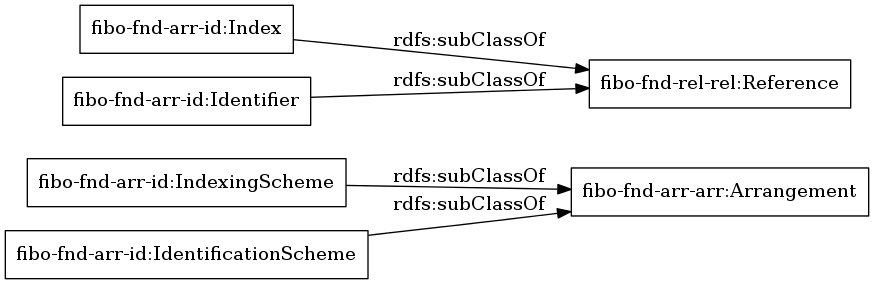 fibo-fnd-arr-id:Index
rdfs:subClassOf
fibo-fnd-rel-rel:Reference
rdfs:subClassOf
fibo-fnd-arr-id:Identifier
rdfs:subClassOf
fibo-fnd-arr-id:IndexingScheme
fibo-fnd-arr-arr:Arrangement
rdfs:subClassOf
fibo-fnd-arr-id:IdentificationScheme